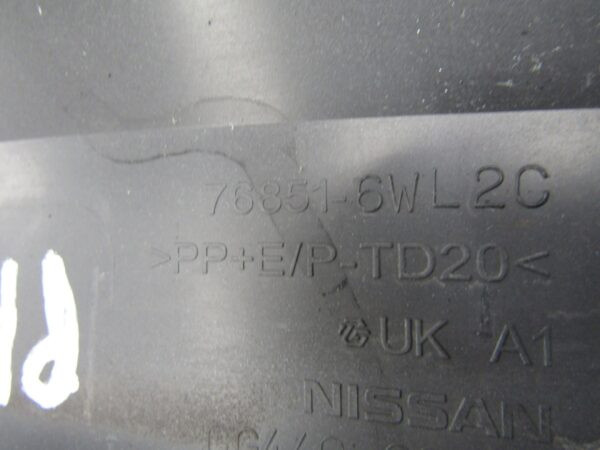 76851-6WL2C
>PP+E/P-TD20<
UK A1
NISSAN